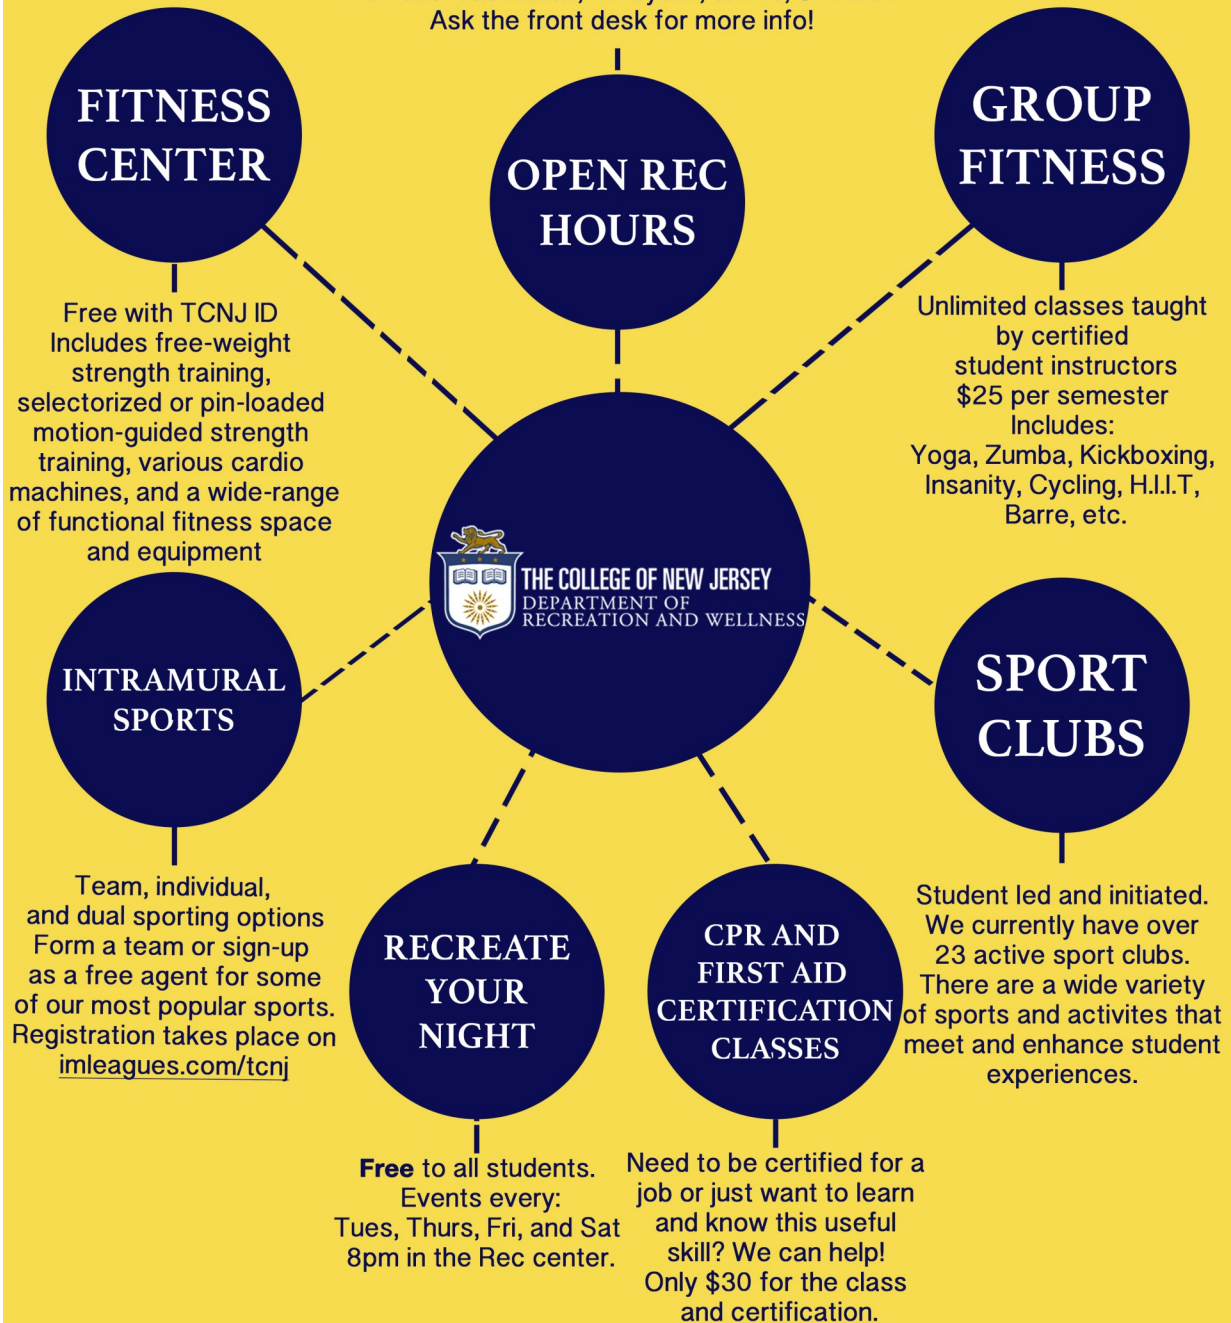 Ask the front desk for more info!
FITNESS
CENTER
OPEN REC
HOURS
GROUP
FITNESS
Free with TCNJ ID
Includes free-weight
strength training,
selectorized or pin-loaded
motion-guided strength
training, various cardio
machines, and a wide-range
of functional fitness space
and equipment
Unlimited classes taught
by certified
student instructors
$25 per semester
Includes:
Yoga, Zumba, Kickboxing,
Insanity, Cycling, H.I.I.T,
Barre, etc.
THE COLLEGE OF NEW JERSEY
DEPARTMENT OF
RECREATION AND WELLNESS
INTRAMURAL
SPORTS
Team, individual,
and dual sporting options
Form a team or sign-up
as a free agent for some
of our most popular sports.
Registration takes place on
imleagues.com/tcnj
SPORT
CLUBS
Student led and initiated.
We currently have over
23 active sport clubs.
There are a wide variety
of sports and activites that
meet and enhance student
experiences.
RECREATE
YOUR
NIGHT
Free to all students.
Events every:
Tues, Thurs, Fri, and Sat
8pm in the Rec center.
CPR AND
FIRST AID
CERTIFICATION
CLASSES
Need to be certified for a
job or just want to learn
and know this useful
skill? We can help!
Only $30 for the class
and certification.